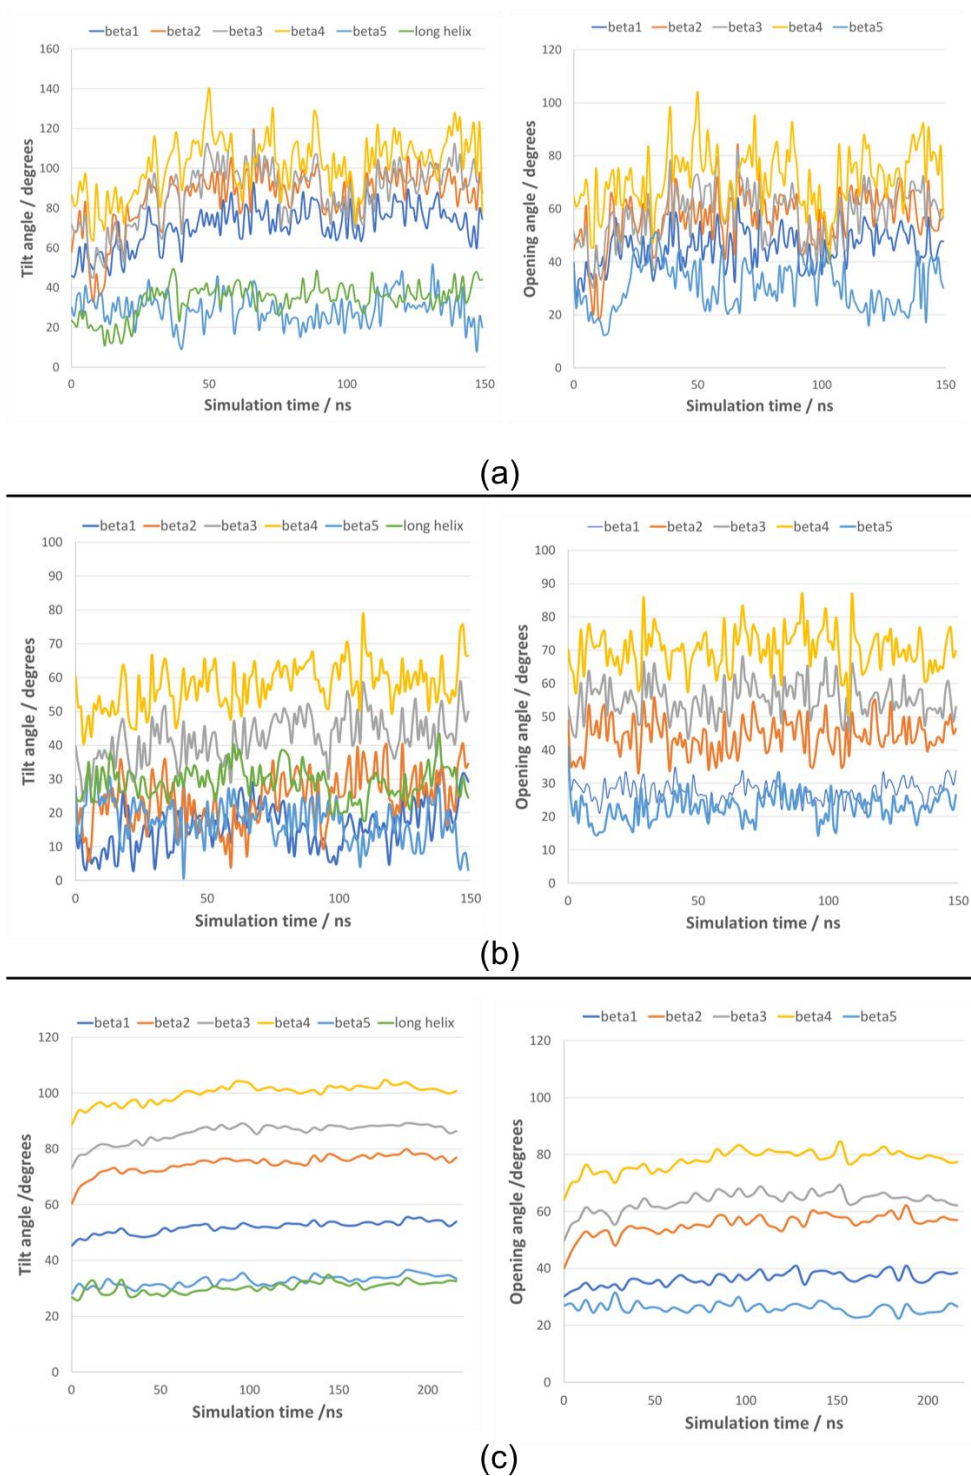 beta1 beta2 beta3 beta4 beta5 long helix
160
140
120
100
80
60
40
20
0
Tilt angle / degrees
0 50 100 150
Simulation time / ns
beta1 beta2 beta3 beta4 beta5
120
100
80
60
40
20
0
Opening angle / degrees
0 50 100 150
Simulation time / ns
(a)
beta1 beta2 beta3 beta4 beta5 long helix
100
90
80
70
60
50
40
30
20
10
0
Tilt angle / degrees
0 50 100 150
Simulation time / ns
beta1 beta2 beta3 beta4 beta5
100
90
80
70
60
50
40
30
20
10
0
Opening angle / degrees
0 50 100 150
Simulation time / ns
(b)
beta1 beta2 beta3 beta4 beta5 long helix
120
100
80
60
40
20
0
Tilt angle /degrees
0 50 100 150 200
Simulation time /ns
beta1 beta2 beta3 beta4 beta5
120
100
80
60
40
20
0
Opening angle /degrees
0 50 100 150 200
Simulation time / ns
(c)